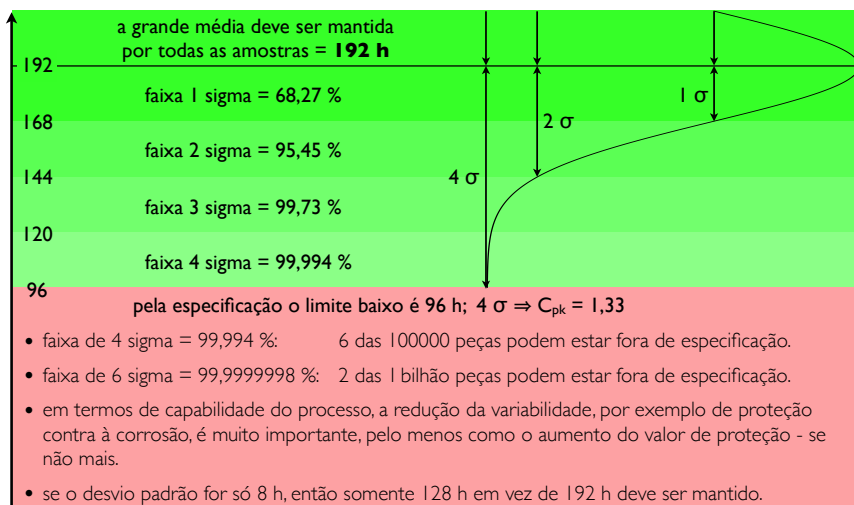 a grande média deve ser mantida
por todas as amostras = 192 h
192
faixa 1 sigma = 68,27 %
1 σ
168
2 σ
faixa 2 sigma = 95,45 %
144
4 σ
faixa 3 sigma = 99,73 %
120
faixa 4 sigma = 99,994 %
96
pela especificação o limite baixo é 96 h; 4 σ ⇒ Cpk = 1,33
• faixa de 4 sigma = 99,994 %: 6 das 100000 peças podem estar fora de especificação.
• faixa de 6 sigma = 99,9999998 %: 2 das 1 bilhão peças podem estar fora de especificação.
• em termos de capabilidade do processo, a redução da variabilidade, por exemplo de proteção
contra à corrosão, é muito importante, pelo menos como o aumento do valor de proteção - se
não mais.
• se o desvio padrão for só 8 h, então somente 128 h em vez de 192 h deve ser mantido.